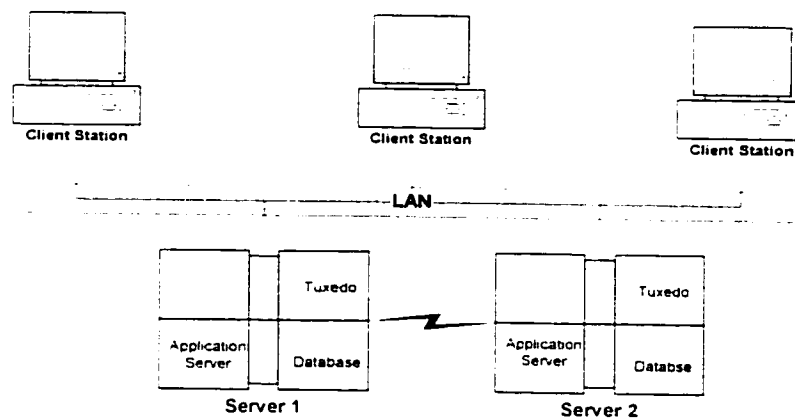 Client Station
Client Station
Client Station
LAN
Tuxedo
Application
Server
Database
Tuxedo
Application
Server
Databse
Server 1
Server 2